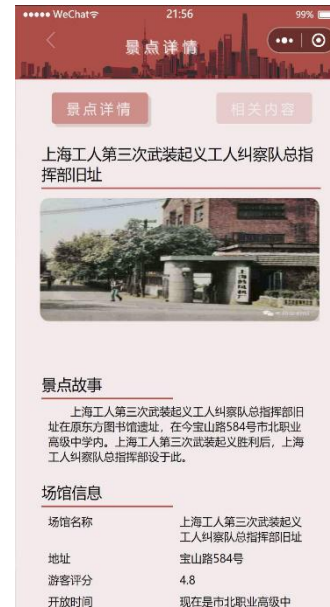 WeChat
21:56
99%
景点详情
景点详情
相关内容
上海工人第三次武装起义工人纠察队总指
挥部旧址
景点故事
上海工人第三次武装起义工人纠察队总指挥部旧
址在原东方图书馆遗址，在今宝山路584号市北职业
高级中学内。上海工人第三次武装起义胜利后，上海
工人纠察队总指挥部设于此。
场馆信息
场馆名称
上海工人第三次武装起义
工人纠察队总指挥部旧址
地址
宝山路584号
游客评分
4.8
开放时间
现在是市北职业高级中